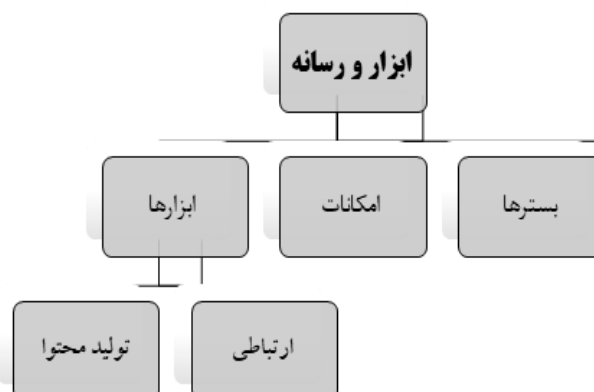 ابزار و رسانه
بسترها
امکانات
ابزارها
ارتباطی
تولید محتوا